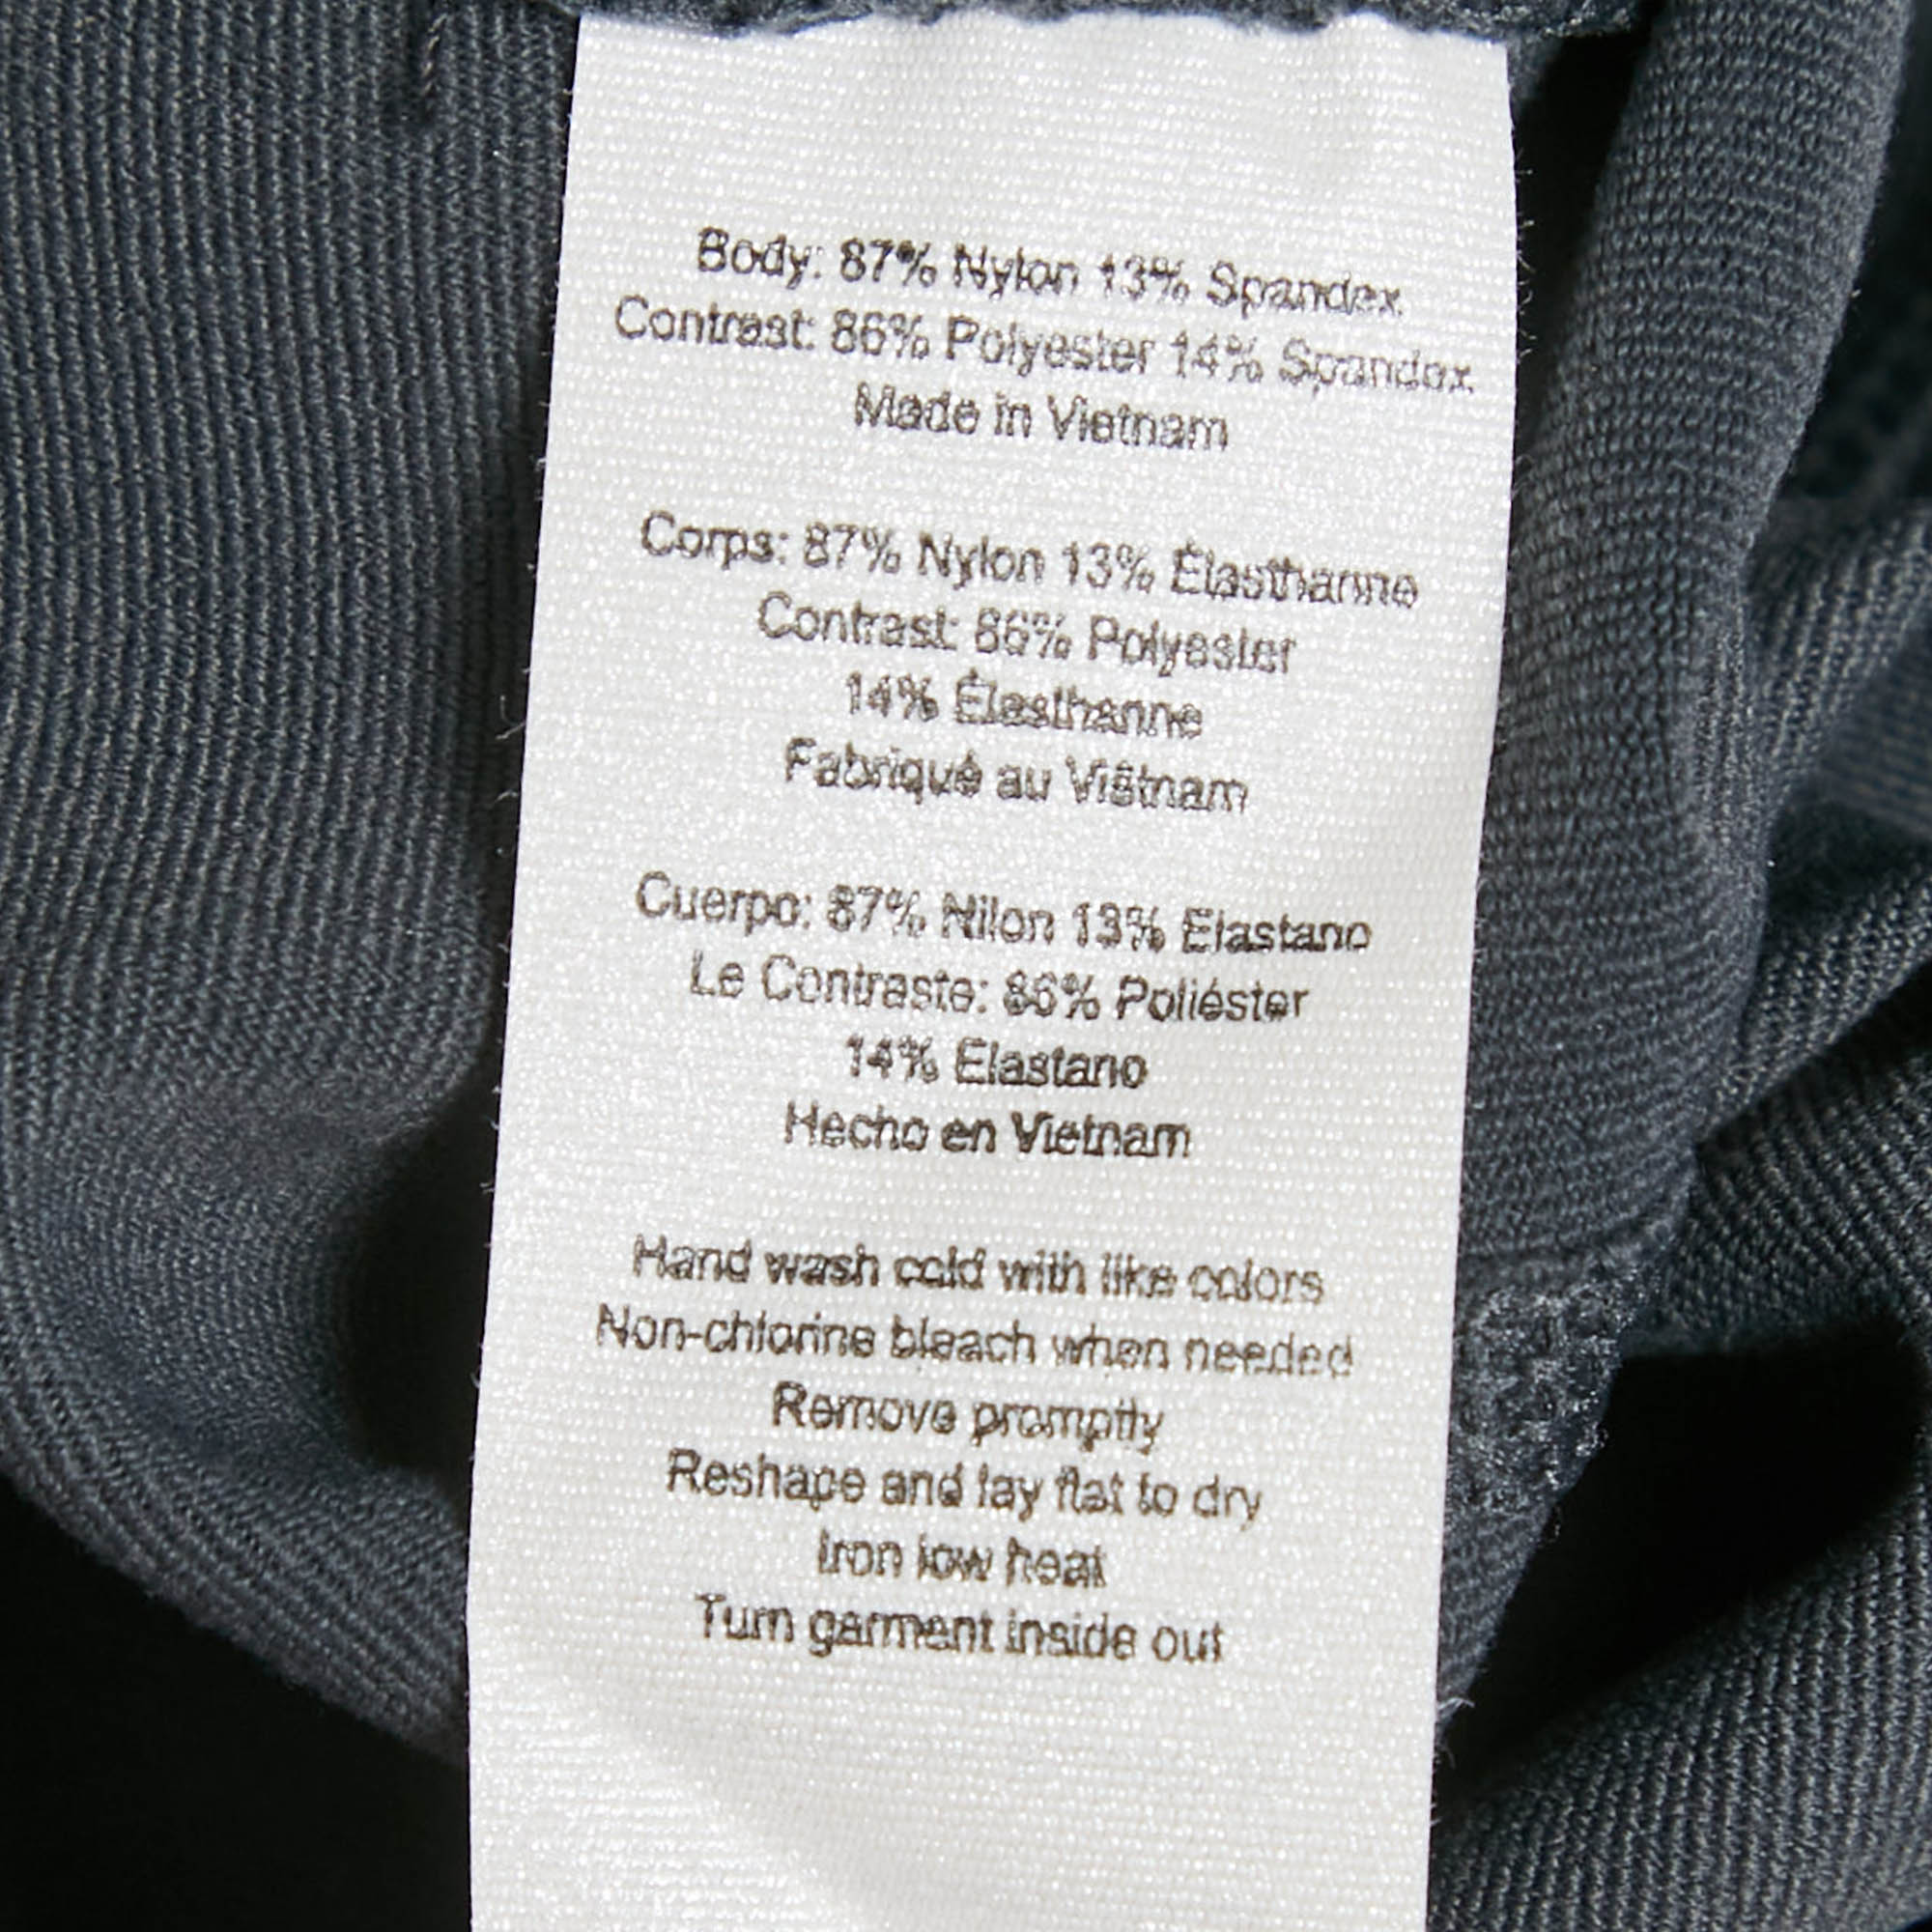 Body: 87% Nylon 13% Spandex
Contrast: 86% Polyester 14% Spandex
Made in Vietnam
Corps: 87% Nylon 13% Élasthanne
Contrast: 86% Polyester
14% Élasthanne
Fabriqué au Viêtnam
Cuerpo: 87% Nilon 13% Elastano
Le Contraste: 86% Poliéster
14% Elastano
Hecho en Vietnam
Hand wash cold with like colors
Non-chlorine bleach when needed
Remove promptly
Reshape and lay flat to dry
Iron low heat
Turn garment inside out